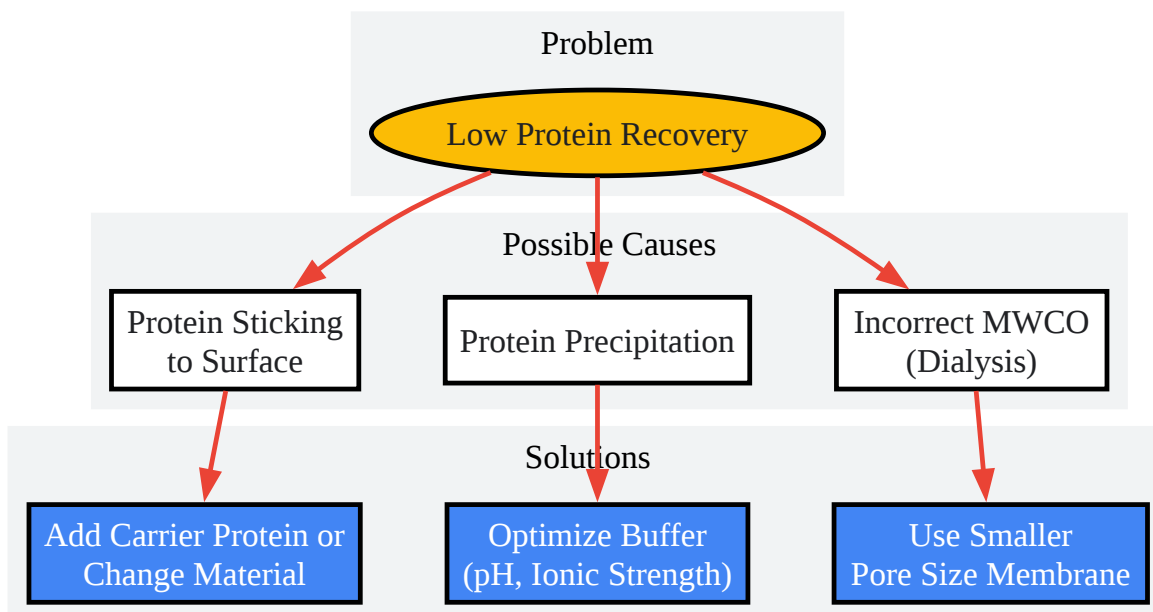 Problem
Low Protein Recovery
Possible Causes
Protein Sticking
to Surface
Protein Precipitation
Incorrect MWCO
(Dialysis)
Solutions
Add Carrier Protein or
Change Material
Optimize Buffer
(pH, Ionic Strength)
Use Smaller
Pore Size Membrane